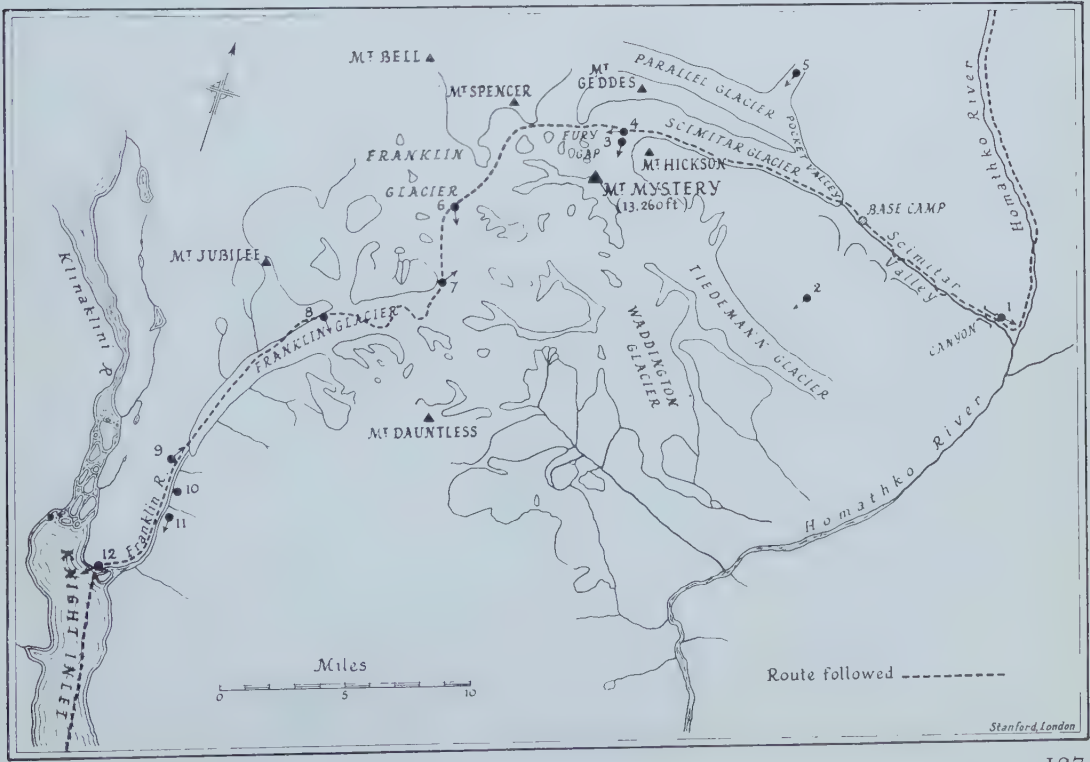 Mᵀ BELL
Mᵀ SPENCER
Mᵀ GEDDES
PARALLEL GLACIER
5
POCKET VALLEY
Homathko River
Homathko River
FRANKLIN
GLACIER
FURY
GAP
4
3
SCIMITAR GLACIER
Mᵀ HICKSON
Mᵀ MYSTERY
(13,260 ft)
BASE CAMP
Scimitar
Valley
6
Mᵀ JUBILEE
Klinaklini R.
7
8
FRANKLIN GLACIER
TIEDEMANN GLACIER
2
1
CANYON
WADDINGTON
GLACIER
Mᵀ DAUNTLESS
9
10
11
Franklin R.
12
KNIGHT INLET
Homathko River
Miles
0 5 10
Route followed
Stanford, London
127